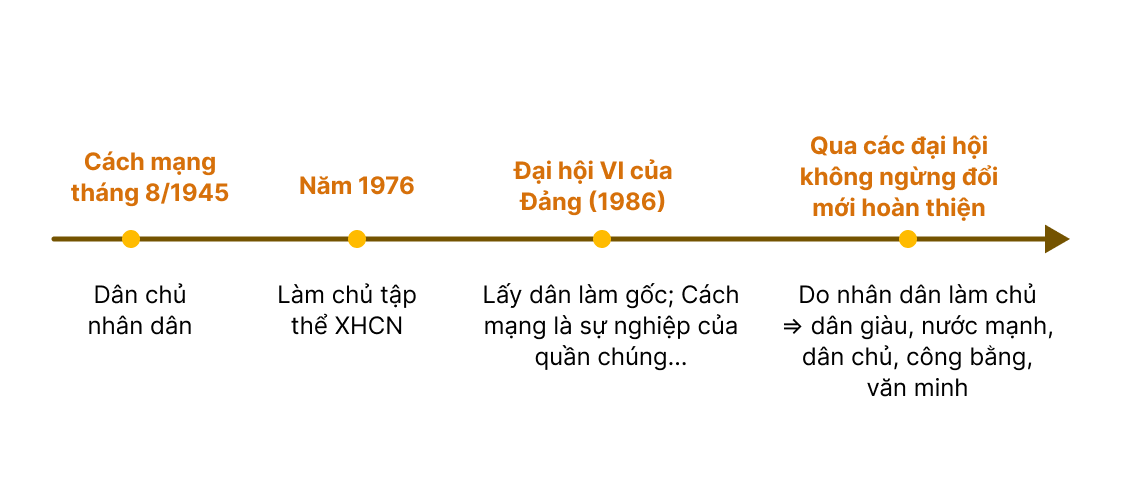 Cách mạng
tháng 8/1945
Dân chủ
nhân dân
Năm 1976
Làm chủ tập
thể XHCN
Đại hội VI của
Đảng (1986)
Lấy dân làm gốc; Cách
mạng là sự nghiệp của
quần chúng...
Qua các đại hội
không ngừng đổi
mới hoàn thiện
Do nhân dân làm chủ
⇒ dân giàu, nước mạnh,
dân chủ, công bằng,
văn minh